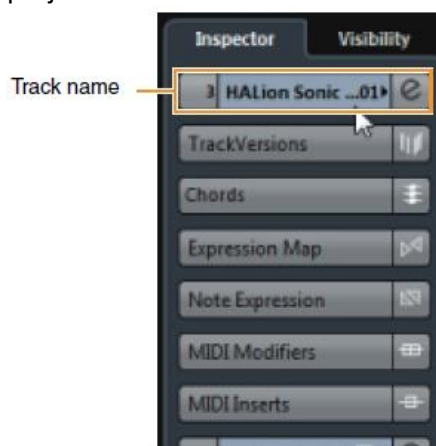 Inspector Visibility
Track name
3 HALion Sonic ...01
TrackVersions
Chords
Expression Map
Note Expression
MIDI Modifiers
MIDI Inserts